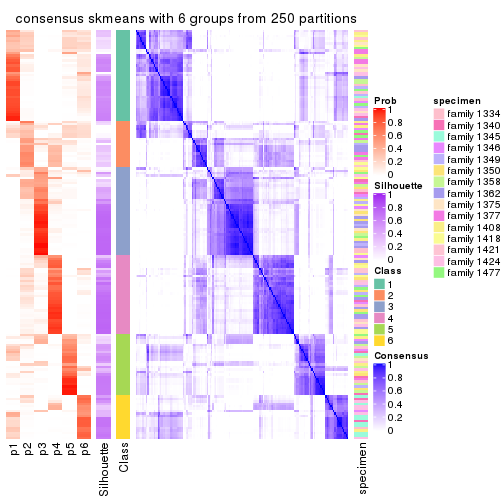 consensus skmeans with 6 groups from 250 partitions
p1
p2
p3
p4
p5
p6
Silhouette
Class
specimen
Prob
1
0.8
0.6
0.4
0.2
0
Silhouette
1
0.8
0.6
0.4
0.2
0
Class
1
2
3
4
5
6
Consensus
1
0.8
0.6
0.4
0.2
0
specimen
family 1334
family 1340
family 1345
family 1346
family 1349
family 1350
family 1358
family 1362
family 1375
family 1377
family 1408
family 1418
family 1421
family 1424
family 1477